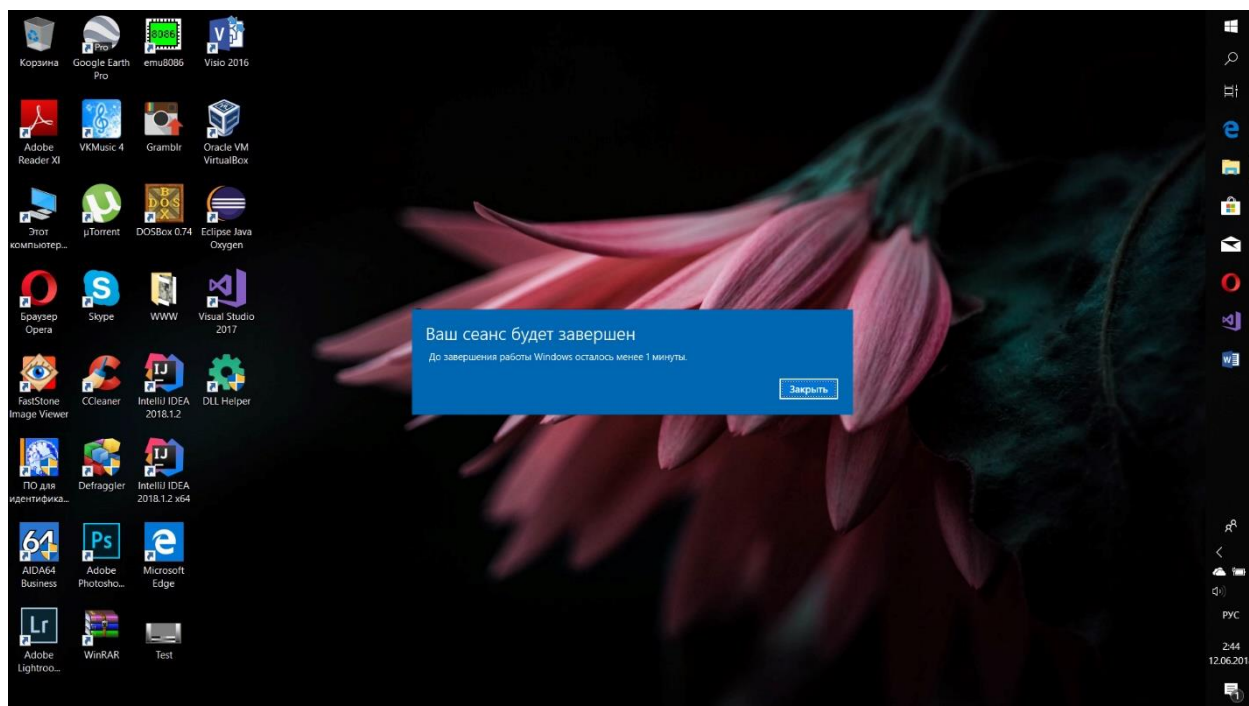 Корзина
Google Earth
Pro
emu8086
Visio 2016
Adobe
Reader XI
VKMusic 4
Gramblr
Oracle VM
VirtualBox
Этот
компьютер...
µTorrent
DOSBox 0.74
Eclipse Java
Oxygen
Браузер
Opera
Skype
WWW
Visual Studio
2017
FastStone
Image Viewer
CCleaner
IntelliJ IDEA
2018.1.2
DLL Helper
ПО для
идентифика...
Defraggler
IntelliJ IDEA
2018.1.2 x64
AIDA64
Business
Adobe
Photosho...
Microsoft
Edge
Adobe
Lightroo...
WinRAR
Test
Ваш сеанс будет завершен
До завершения работы Windows осталось менее 1 минуты.
Закрыть
РУС
2:44
12.06.201
1